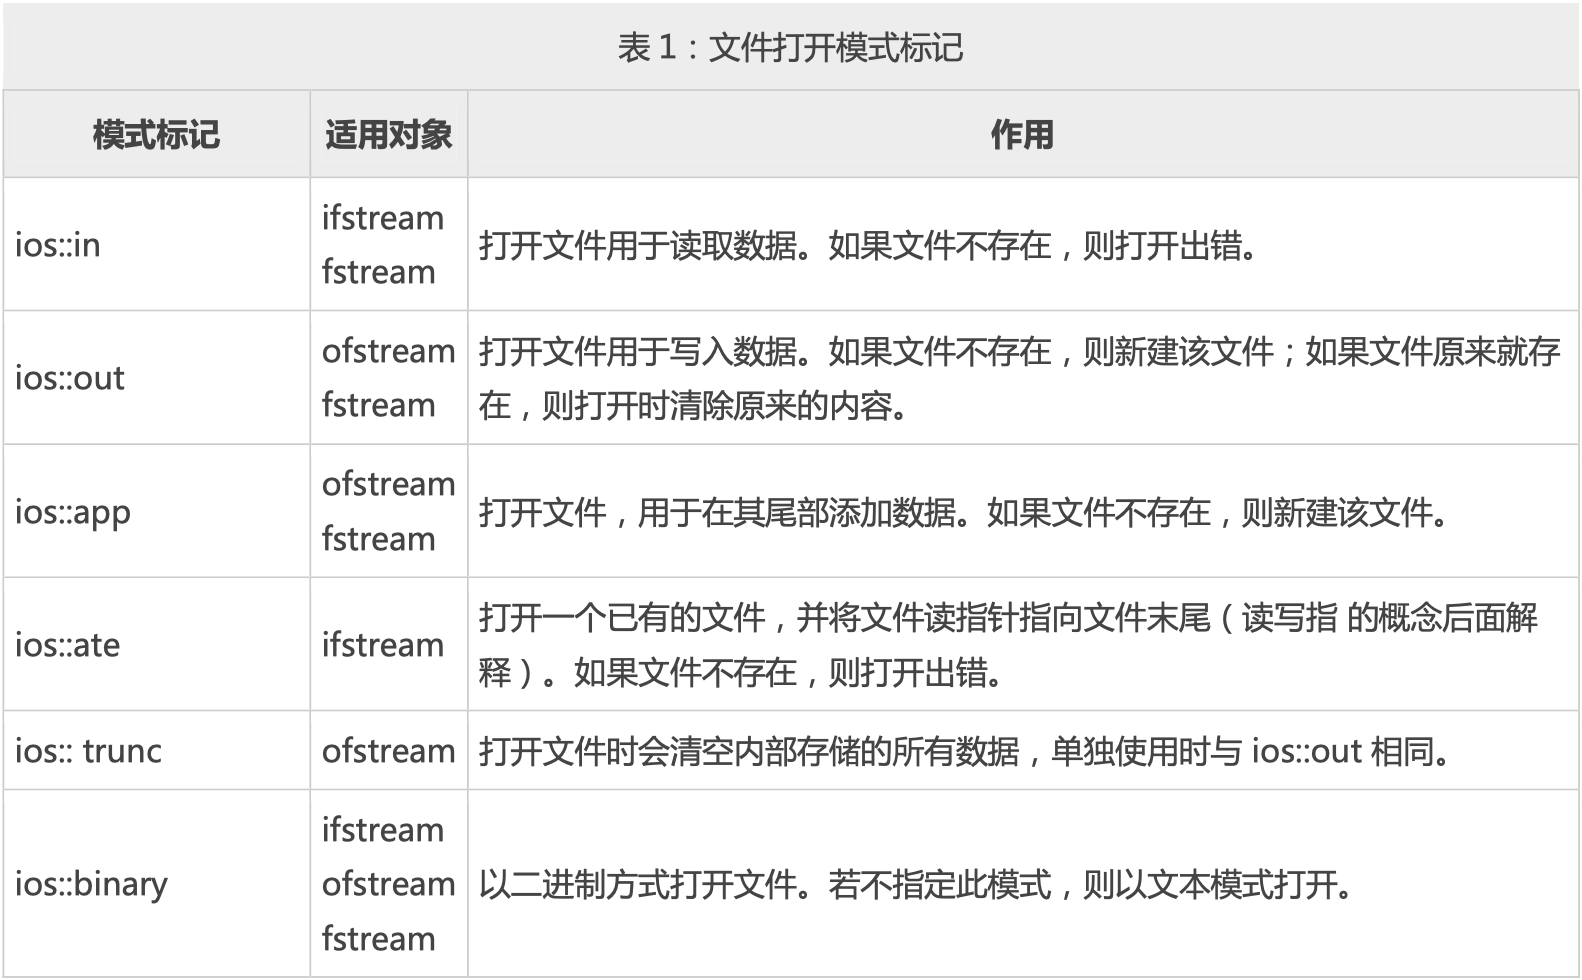 表 1：文件打开模式标记
模式标记 适用对象 作用
ios::in
ifstream
fstream
打开文件用于读取数据。如果文件不存在，则打开出错。
ios::out
ofstream
fstream
打开文件用于写入数据。如果文件不存在，则新建该文件；如果文件原来就存
在，则打开时清除原来的内容。
ios::app
ofstream
fstream
打开文件，用于在其尾部添加数据。如果文件不存在，则新建该文件。
ios::ate
ifstream
打开一个已有的文件，并将文件读指针指向文件末尾（读写指 的概念后面解
释）。如果文件不存在，则打开出错。
ios:: trunc
ofstream
打开文件时会清空内部存储的所有数据，单独使用时与 ios::out 相同。
ios::binary
ifstream
ofstream
fstream
以二进制方式打开文件。若不指定此模式，则以文本模式打开。